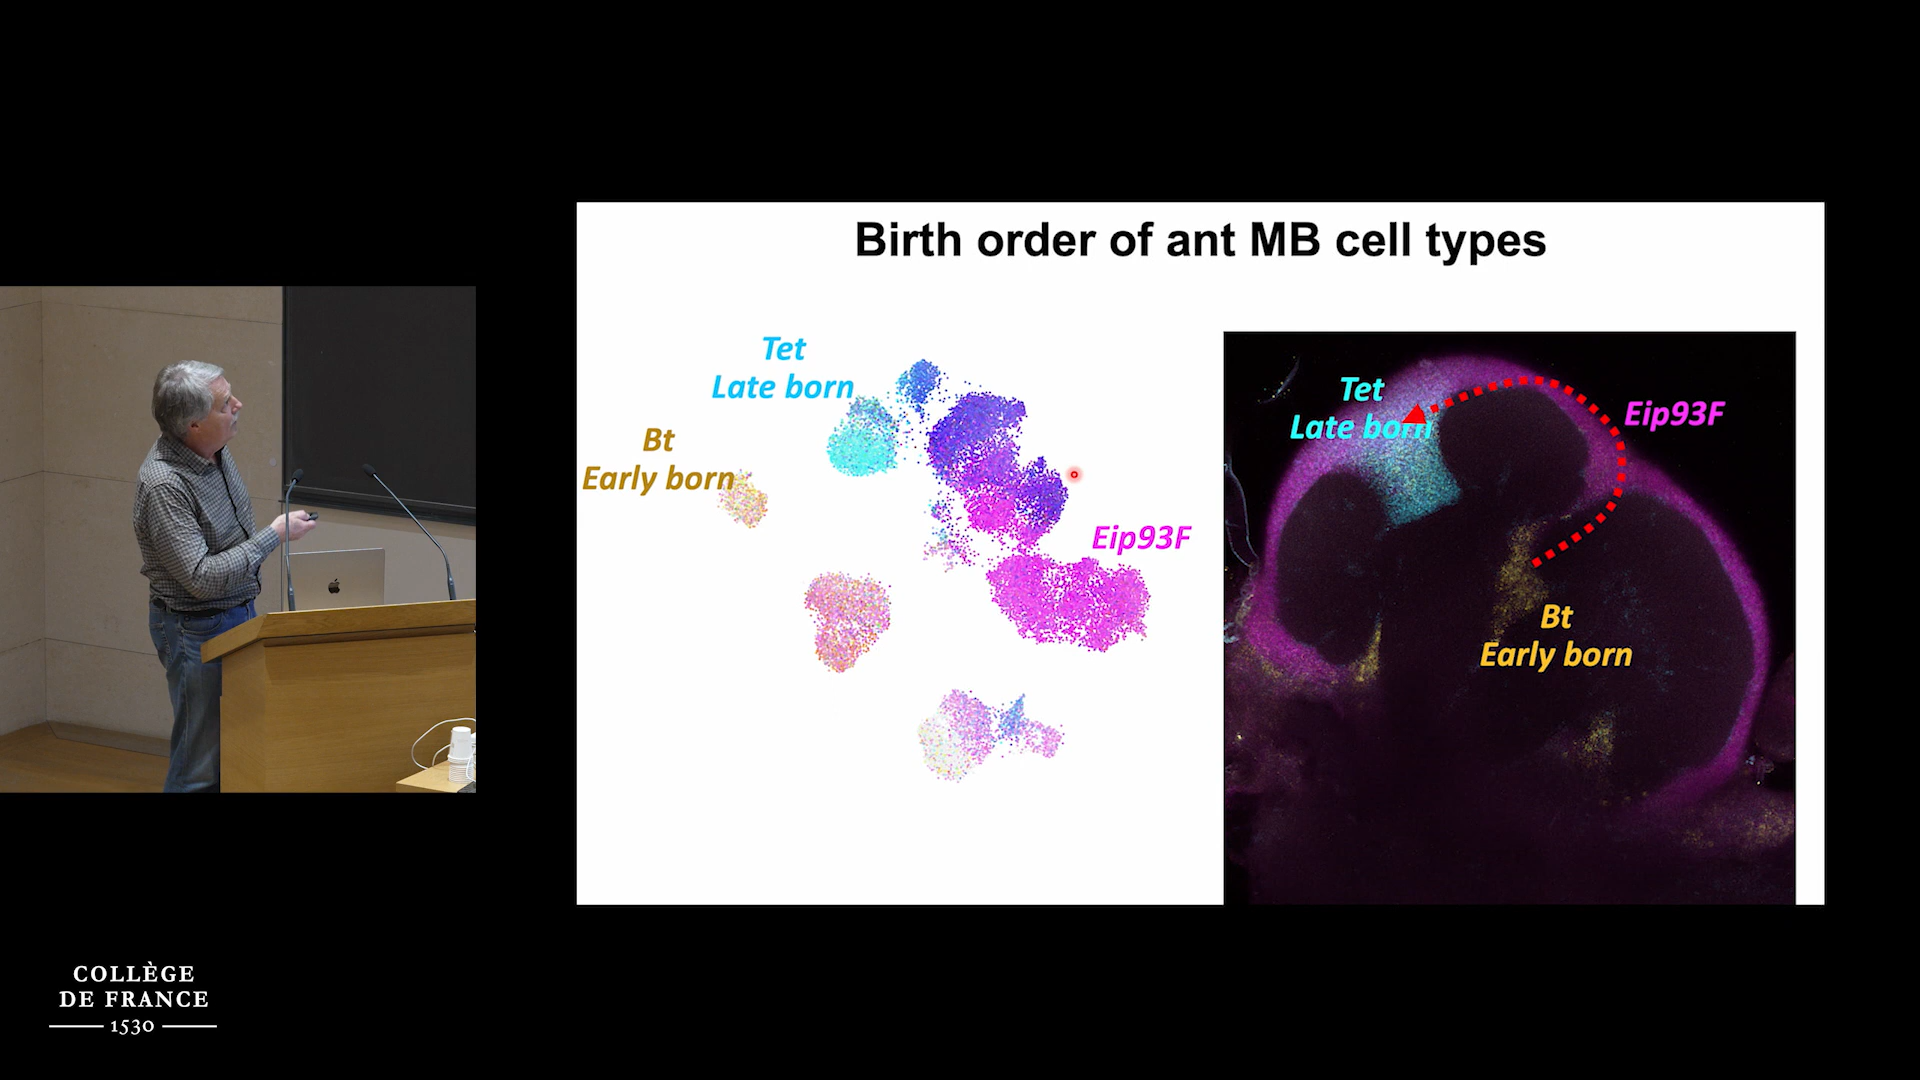 Birth order of ant MB cell types
Tet
Late born
Bt
Early born
Eip93F
Tet
Late born
Eip93F
Bt
Early born
COLLÈGE
DE FRANCE
1530